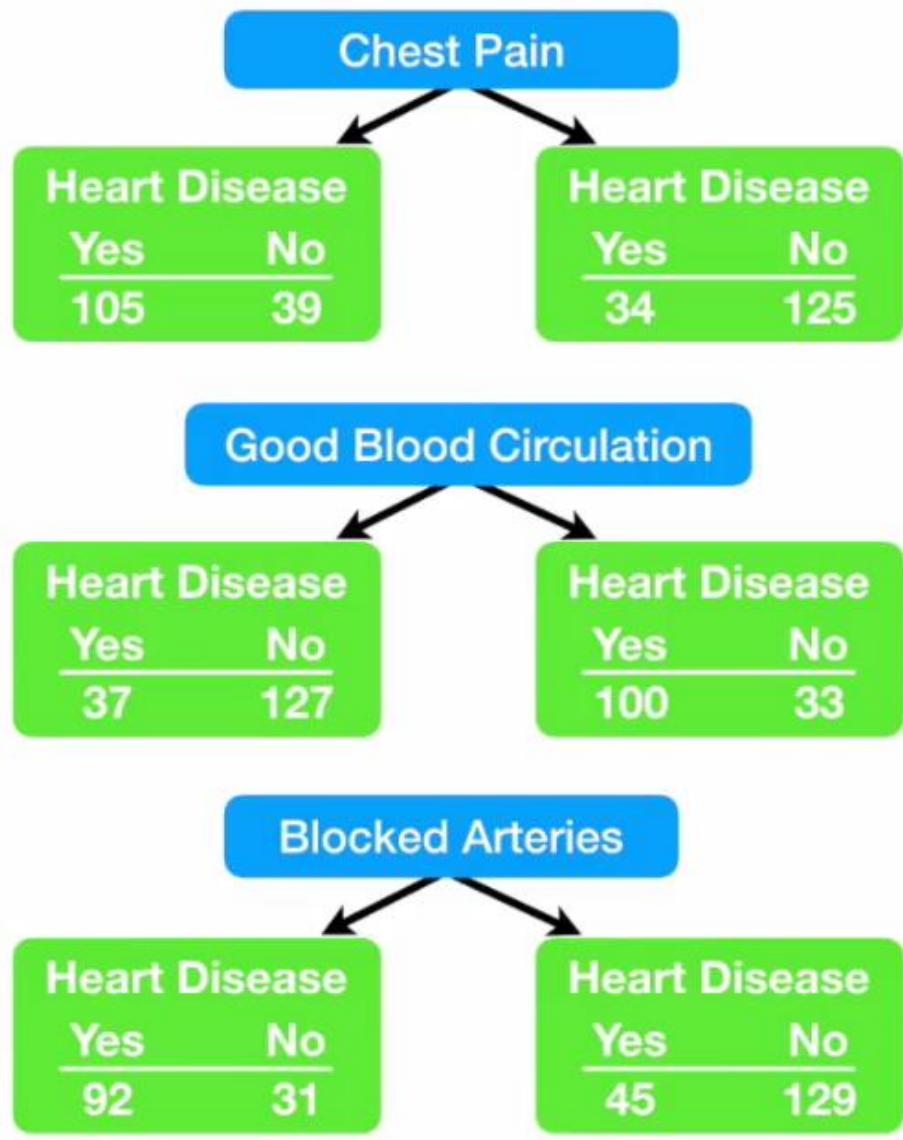 Chest Pain
Heart Disease Heart Disease
Yes No Yes No
105 39 34 125
Good Blood Circulation
Heart Disease Heart Disease
Yes No Yes No
37 127 100 33
Blocked Arteries
Heart Disease Heart Disease
Yes No Yes No
92 31 45 129